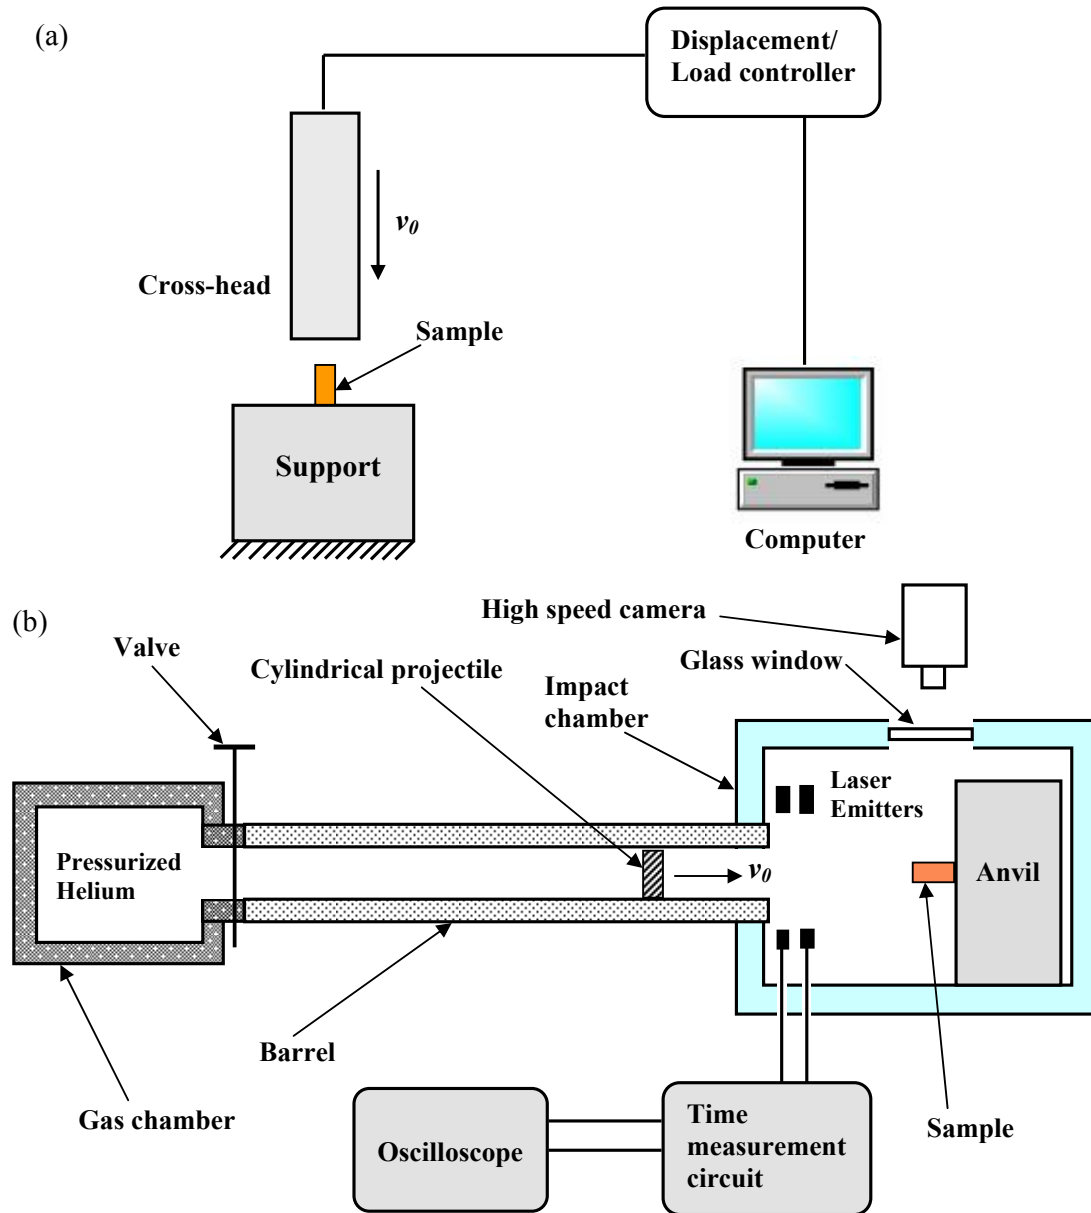 (a)
Displacement/
Load controller
v0
Cross-head
Sample
Support
Computer
(b)
High speed camera
Valve
Glass window
Cylindrical projectile
Impact
chamber
Laser
Emitters
Pressurized
Helium
v0
Anvil
Barrel
Gas chamber
Time
measurement
circuit
Sample
Oscilloscope